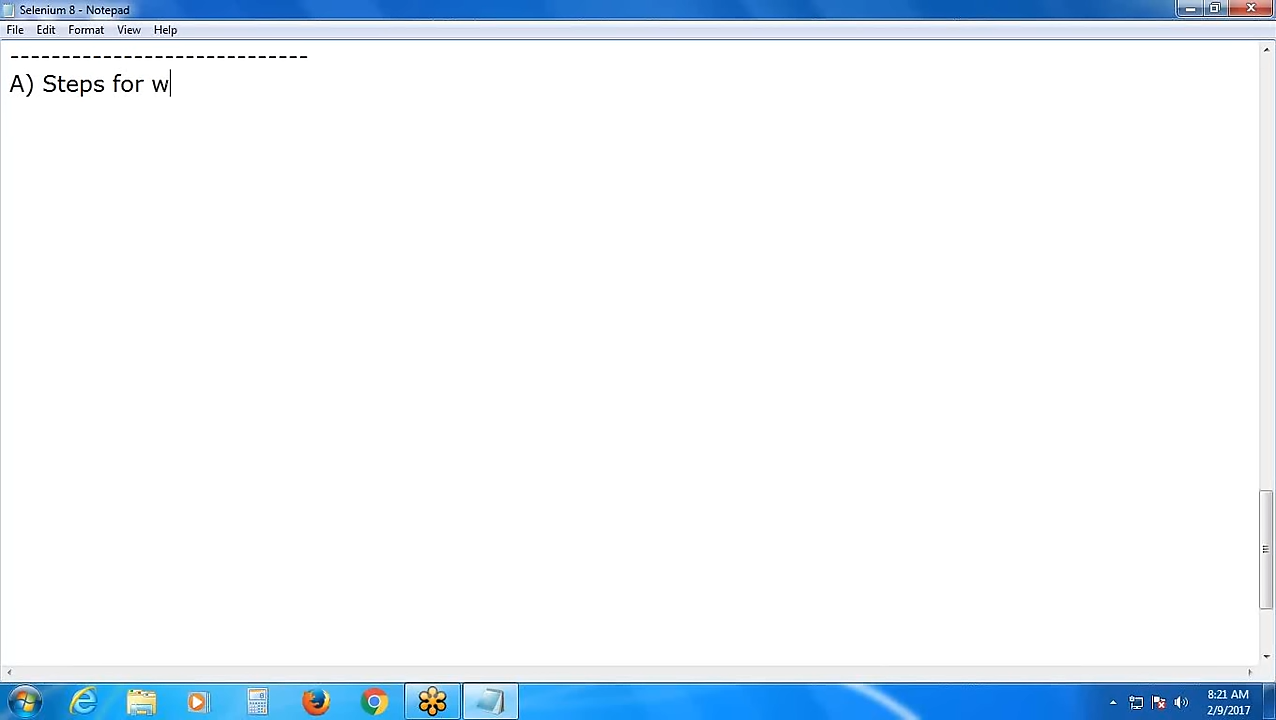 Selenium 8 - Notepad
File Edit Format View Help
-----------------------------
A) Steps for w
8:21 AM
2/9/2017